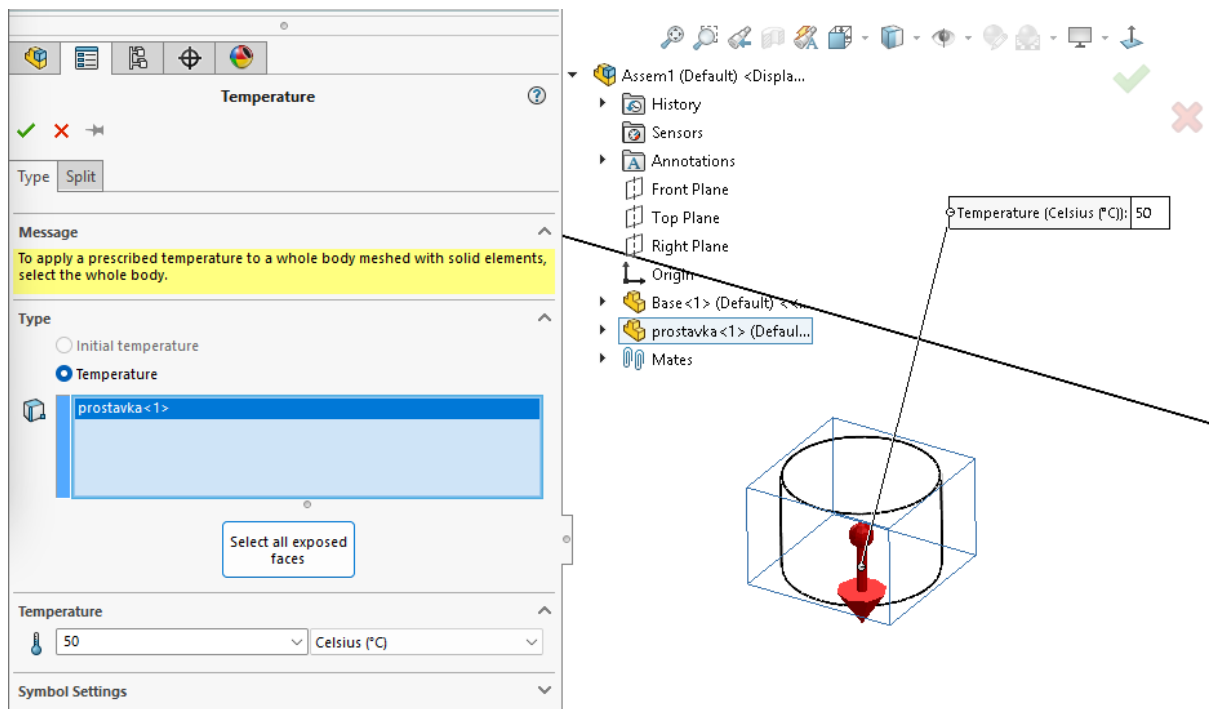 Temperature
Type
Split
Message
To apply a prescribed temperature to a whole body meshed with solid elements,
select the whole body.
Type
Initial temperature
Temperature
prostavka<1>
Select all exposed
faces
Temperature
50
Celsius (°C)
Symbol Settings
Assem1 (Default) <Displa...
History
Sensors
A
Annotations
Front Plane
Top Plane
Right Plane
Origin
Base<1> (Default) <<...
prostavka<1> (Defaul...
Mates
Temperature (Celsius (°C)): 50